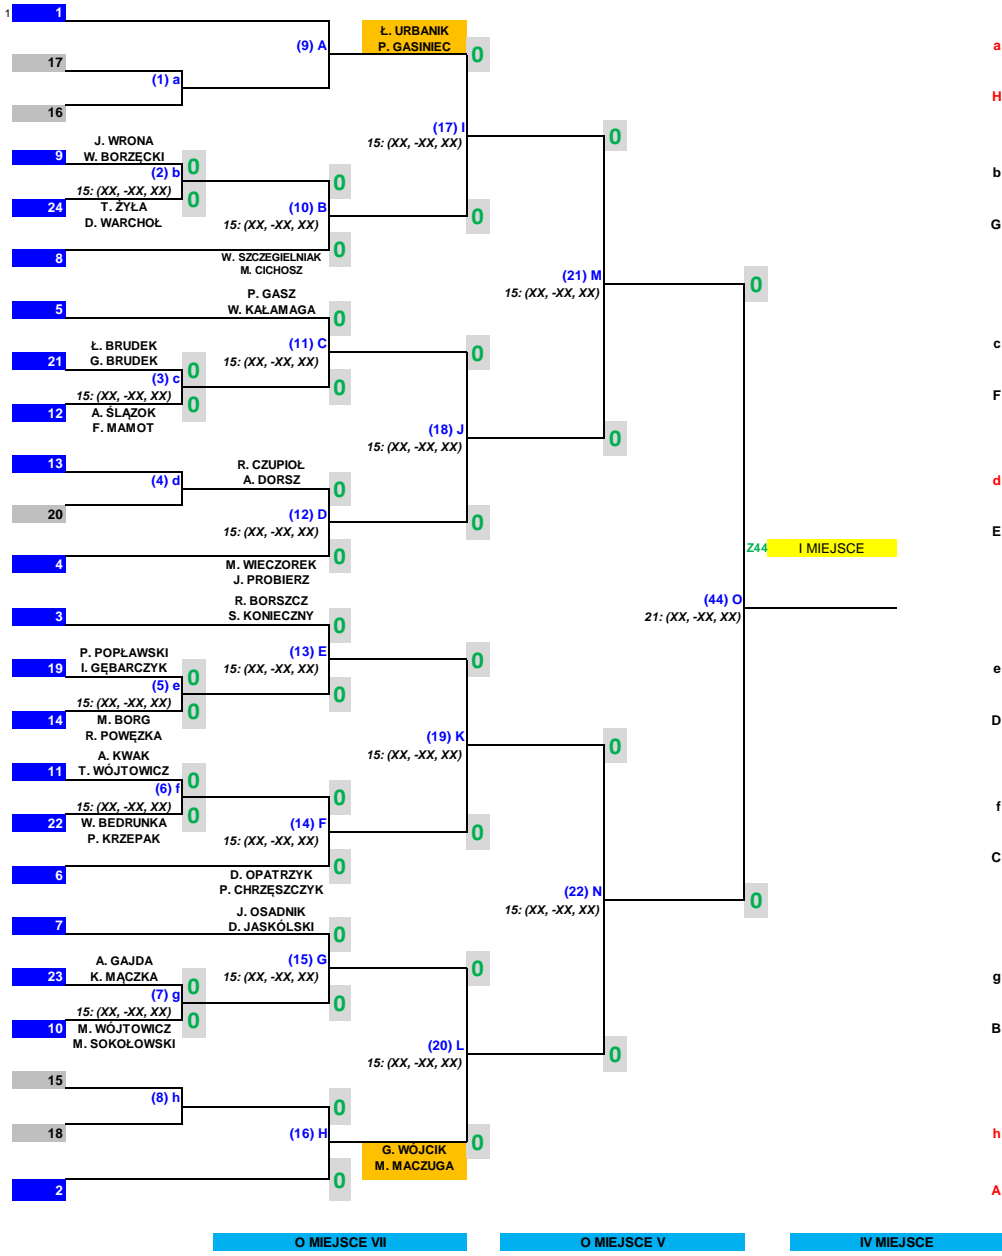 1
1
Ł. URBANIK
P. GASINIEC
(9) A
0
a
17
(1) a
H
16
(17) I
15: (XX, -XX, XX)
0
J. WRONA
9
W. BORZĘCKI
0
(2) b
b
15: (XX, -XX, XX)
0
0
24
T. ŻYŁA
(10) B
0
D. WARCHOŁ
15: (XX, -XX, XX)
G
8
W. SZCZEGIELNIAK
0
M. CICHOSZ
(21) M
0
15: (XX, -XX, XX)
P. GASZ
5
W. KAŁAMAGA
0
Ł. BRUDEK
(11) C
0
c
21
G. BRUDEK
15: (XX, -XX, XX)
0
(3) c
0
15: (XX, -XX, XX)
F
12
A. ŚLĄZOK
0
F. MAMOT
(18) J
15: (XX, -XX, XX)
0
13
R. CZUPIOŁ
(4) d
A. DORSZ
0
d
20
(12) D
0
15: (XX, -XX, XX)
E
Z44
I MIEJSCE
4
M. WIECZOREK
0
J. PROBIERZ
R. BORSZCZ
3
S. KONIECZNY
0
(44) O
21: (XX, -XX, XX)
P. POPŁAWSKI
(13) E
0
19
I. GĘBARCZYK
15: (XX, -XX, XX)
0
e
(5) e
0
15: (XX, -XX, XX)
14
M. BORG
0
D
R. POWĘZKA
(19) K
15: (XX, -XX, XX)
0
A. KWAK
11
T. WÓJTOWICZ
0
(6) f
0
f
15: (XX, -XX, XX)
0
22
W. BEDRUNKA
(14) F
0
P. KRZEPAK
15: (XX, -XX, XX)
C
6
D. OPATRZYK
0
P. CHRZĘSZCZYK
(22) N
0
15: (XX, -XX, XX)
J. OSADNIK
7
D. JASKÓLSKI
0
A. GAJDA
(15) G
0
23
K. MĄCZKA
15: (XX, -XX, XX)
0
g
(7) g
0
15: (XX, -XX, XX)
10
M. WÓJTOWICZ
0
B
M. SOKOŁOWSKI
(20) L
15: (XX, -XX, XX)
0
15
(8) h
0
18
(16) H
0
h
G. WÓJCIK
M. MACZUGA
2
0
A
O MIEJSCE VII
O MIEJSCE V
IV MIEJSCE